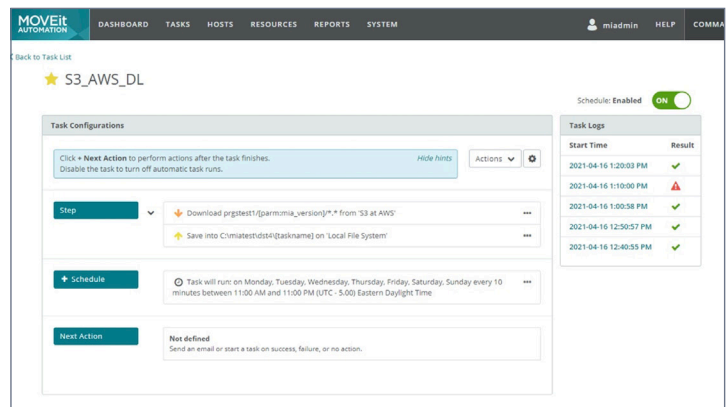 MOVEit
AUTOMATION
DASHBOARD TASKS HOSTS RESOURCES REPORTS SYSTEM
miadmin HELP COMMA
Back to Task List
S3_AWS_DL
Schedule: Enabled ON
Task Configurations
Click + Next Action to perform actions after the task finishes.
Disable the task to turn off automatic task runs.
Hide hints
Actions
Step
Download prgstest1/[parm:mia_version]/*.* from 'S3 at AWS'
Save into C:\miatest\dst4\[taskname] on 'Local File System'
+ Schedule
Task will run: on Monday, Tuesday, Wednesday, Thursday, Friday, Saturday, Sunday every 10
minutes between 11:00 AM and 11:00 PM (UTC - 5.00) Eastern Daylight Time
Next Action
Not defined
Send an email or start a task on success, failure, or no action.
Task Logs
Start Time Result
2021-04-16 1:20:03 PM
2021-04-16 1:10:00 PM
2021-04-16 1:00:58 PM
2021-04-16 12:50:57 PM
2021-04-16 12:40:55 PM